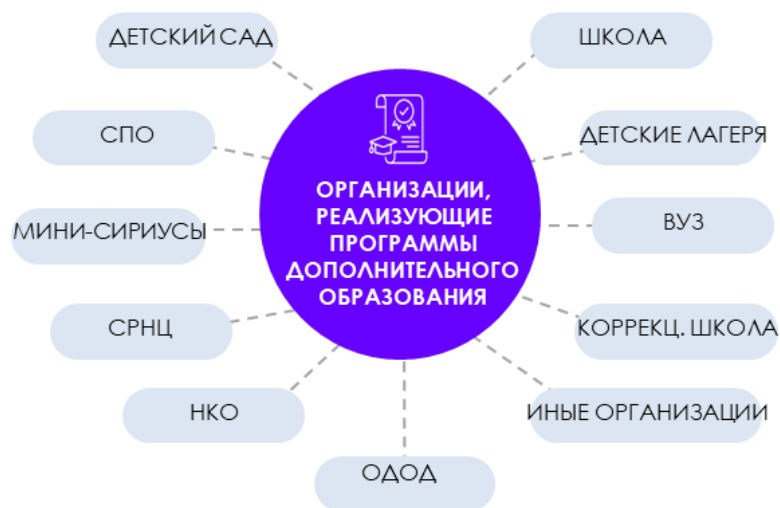 ДЕТСКИЙ САД
ШКОЛА
СПО
ДЕТСКИЕ ЛАГЕРЯ
ОРГАНИЗАЦИИ,
РЕАЛИЗУЮЩИЕ
ПРОГРАММЫ
ДОПОЛНИТЕЛЬНОГО
ОБРАЗОВАНИЯ
МИНИ-СИРИУСЫ
ВУЗ
СРНЦ
КОРРЕКЦ. ШКОЛА
НКО
ИНЫЕ ОРГАНИЗАЦИИ
ОДОД